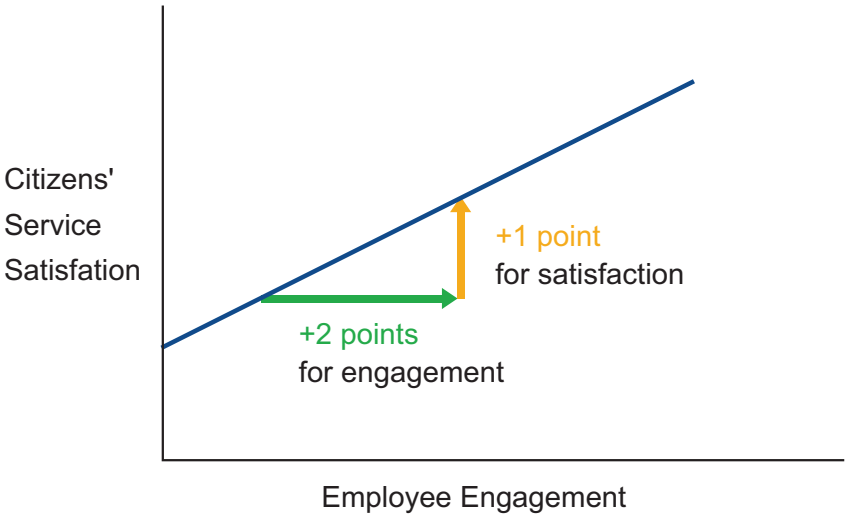 Citizens'
Service
Satisfation
+1 point
for satisfaction
+2 points
for engagement
Employee Engagement